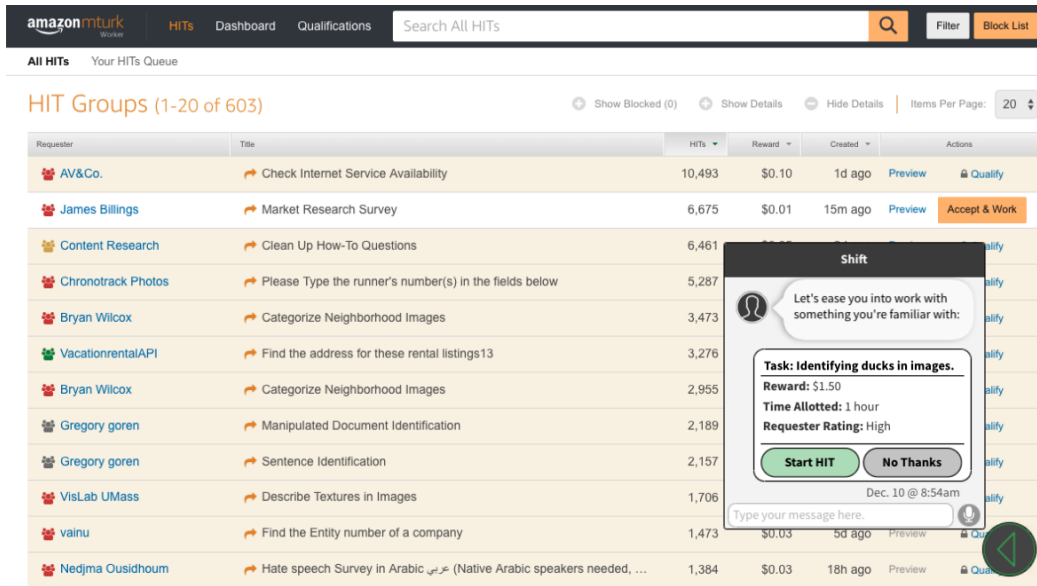 amazon mturk
Worker
HITs Dashboard Qualifications Search All HITs Filter Block List
All HITs Your HITs Queue
HIT Groups (1-20 of 603) Show Blocked (0) Show Details Hide Details Items Per Page: 20
Requester Title HITs Reward Created Actions
AV&Co. Check Internet Service Availability 10,493 $0.10 1d ago Preview Qualify
James Billings Market Research Survey 6,675 $0.01 15m ago Preview Accept & Work
Content Research Clean Up How-To Questions 6,461 alify
Chronotrack Photos Please Type the runner's number(s) in the fields below 5,287 alify
Bryan Wilcox Categorize Neighborhood Images 3,473 alify
VacationrentalAPI Find the address for these rental listings13 3,276 alify
Bryan Wilcox Categorize Neighborhood Images 2,955 alify
Gregory goren Manipulated Document Identification 2,189 alify
Gregory goren Sentence Identification 2,157 alify
VisLab UMass Describe Textures in Images 1,706 alify
vainu Find the Entity number of a company 1,473 $0.03 5d ago Preview Qu
Nedjma Ousidhoum Hate speech Survey in Arabic عربي (Native Arabic speakers needed, ... 1,384 $0.03 18h ago Preview Qua
Shift
Let's ease you into work with
something you're familiar with:
Task: Identifying ducks in images.
Reward: $1.50
Time Allotted: 1 hour
Requester Rating: High
Start HIT No Thanks
Dec. 10 @ 8:54am
Type your message here.